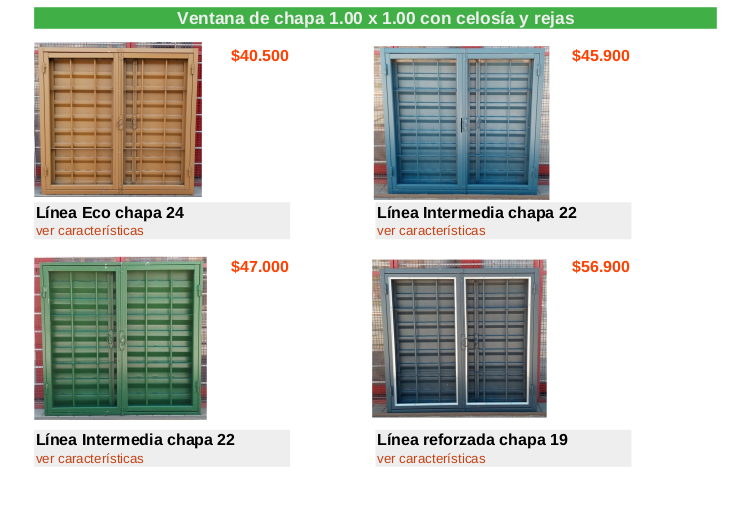 Ventana de chapa 1.00 x 1.00 con celosía y rejas
$40.500
$45.900
Línea Eco chapa 24
ver características
Línea Intermedia chapa 22
ver características
$47.000
$56.900
Línea Intermedia chapa 22
ver características
Línea reforzada chapa 19
ver características